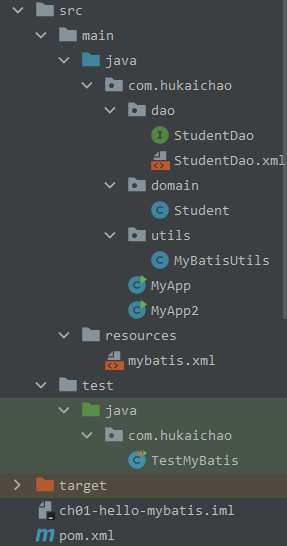 src
main
java
com.hukaichao
dao
StudentDao
StudentDao.xml
domain
Student
utils
MyBatisUtils
MyApp
MyApp2
resources
mybatis.xml
test
java
com.hukaichao
TestMyBatis
target
ch01-hello-mybatis.iml
pom.xml